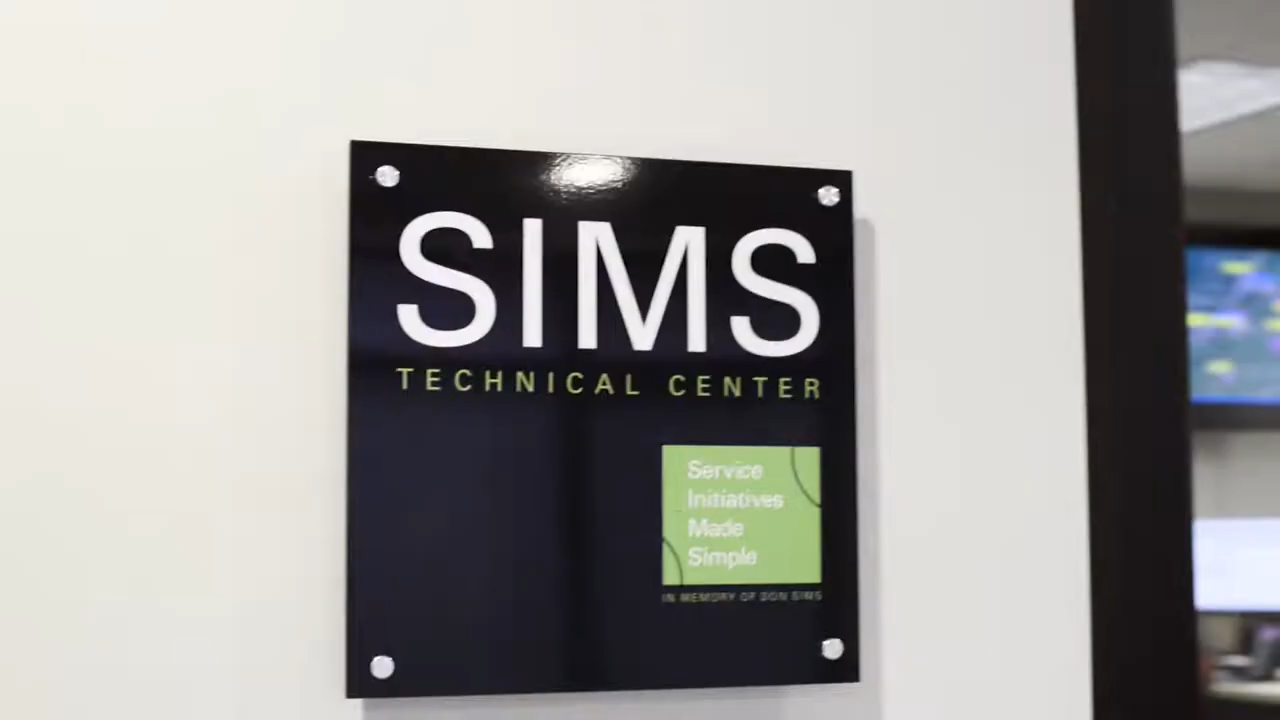 SIMS
TECHNICAL CENTER
Service
Initiatives
Made
Simple
IN MEMORY OF DON SIMS